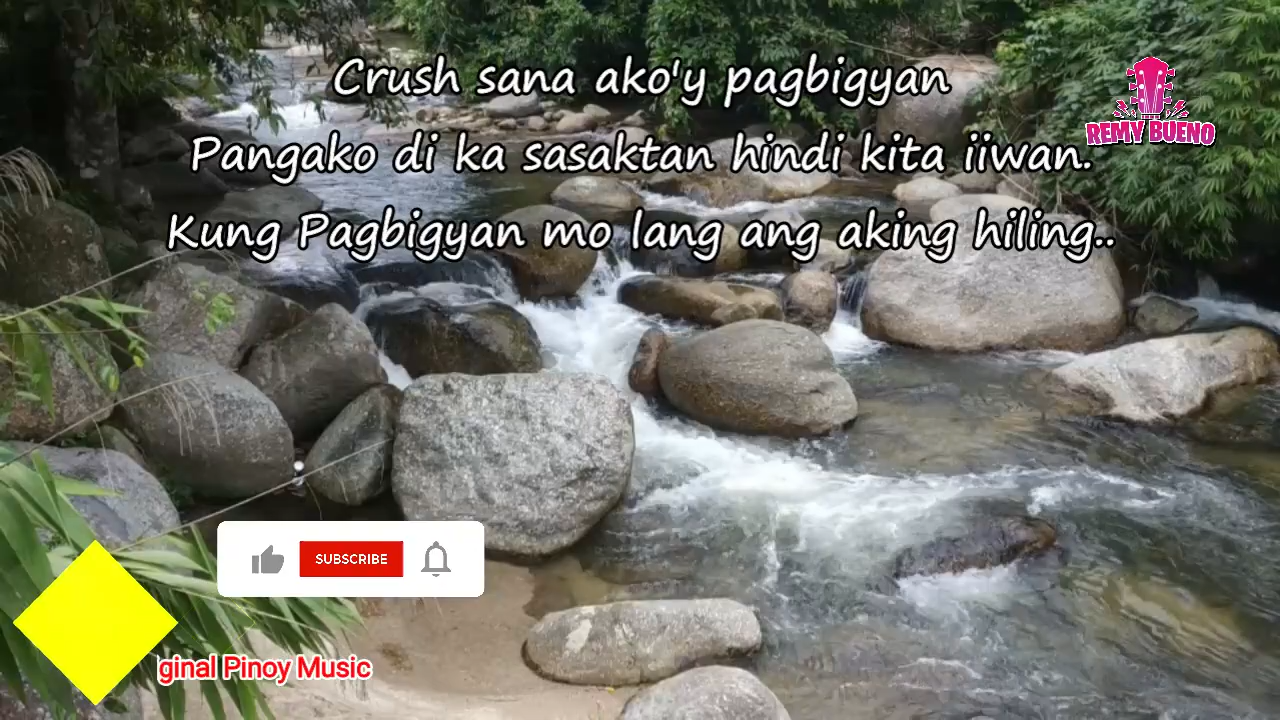 Crush sana ako'y pagbigyan
REMY BUENO
Pangako di ka sasaktan hindi kita iiwan.
Kung Pagbigyan mo lang ang aking hiling..
SUBSCRIBE
ginal Pinoy Music